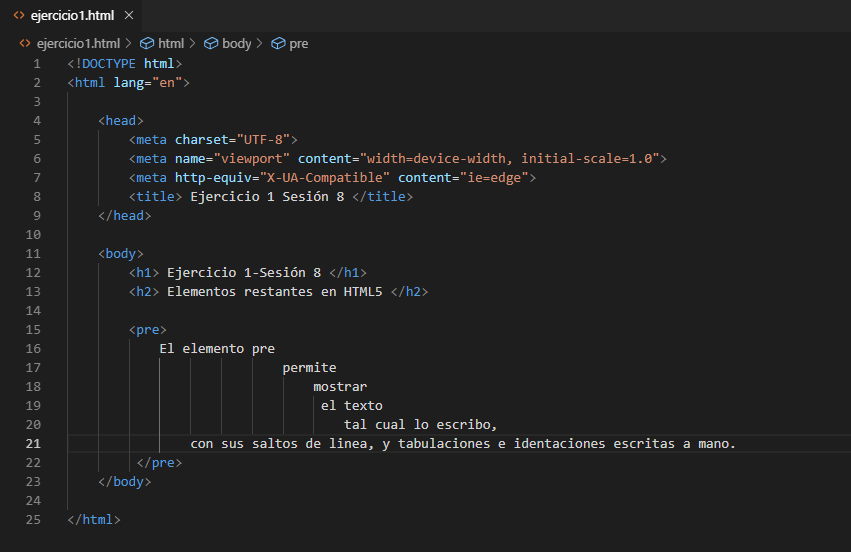 ejercicio1.html ×
ejercicio1.html > html > body > pre
1 <!DOCTYPE html>
2 <html lang="en">
3
4     <head>
5         <meta charset="UTF-8">
6         <meta name="viewport" content="width=device-width, initial-scale=1.0">
7         <meta http-equiv="X-UA-Compatible" content="ie=edge">
8         <title> Ejercicio 1 Sesión 8 </title>
9     </head>
10
11     <body>
12         <h1> Ejercicio 1-Sesión 8 </h1>
13         <h2> Elementos restantes en HTML5 </h2>
14
15         <pre>
16             El elemento pre
17                             permite
18                                 mostrar
19                                  el texto
20                                     tal cual lo escribo,
21                 con sus saltos de linea, y tabulaciones e identaciones escritas a mano.
22          </pre>
23     </body>
24
25 </html>